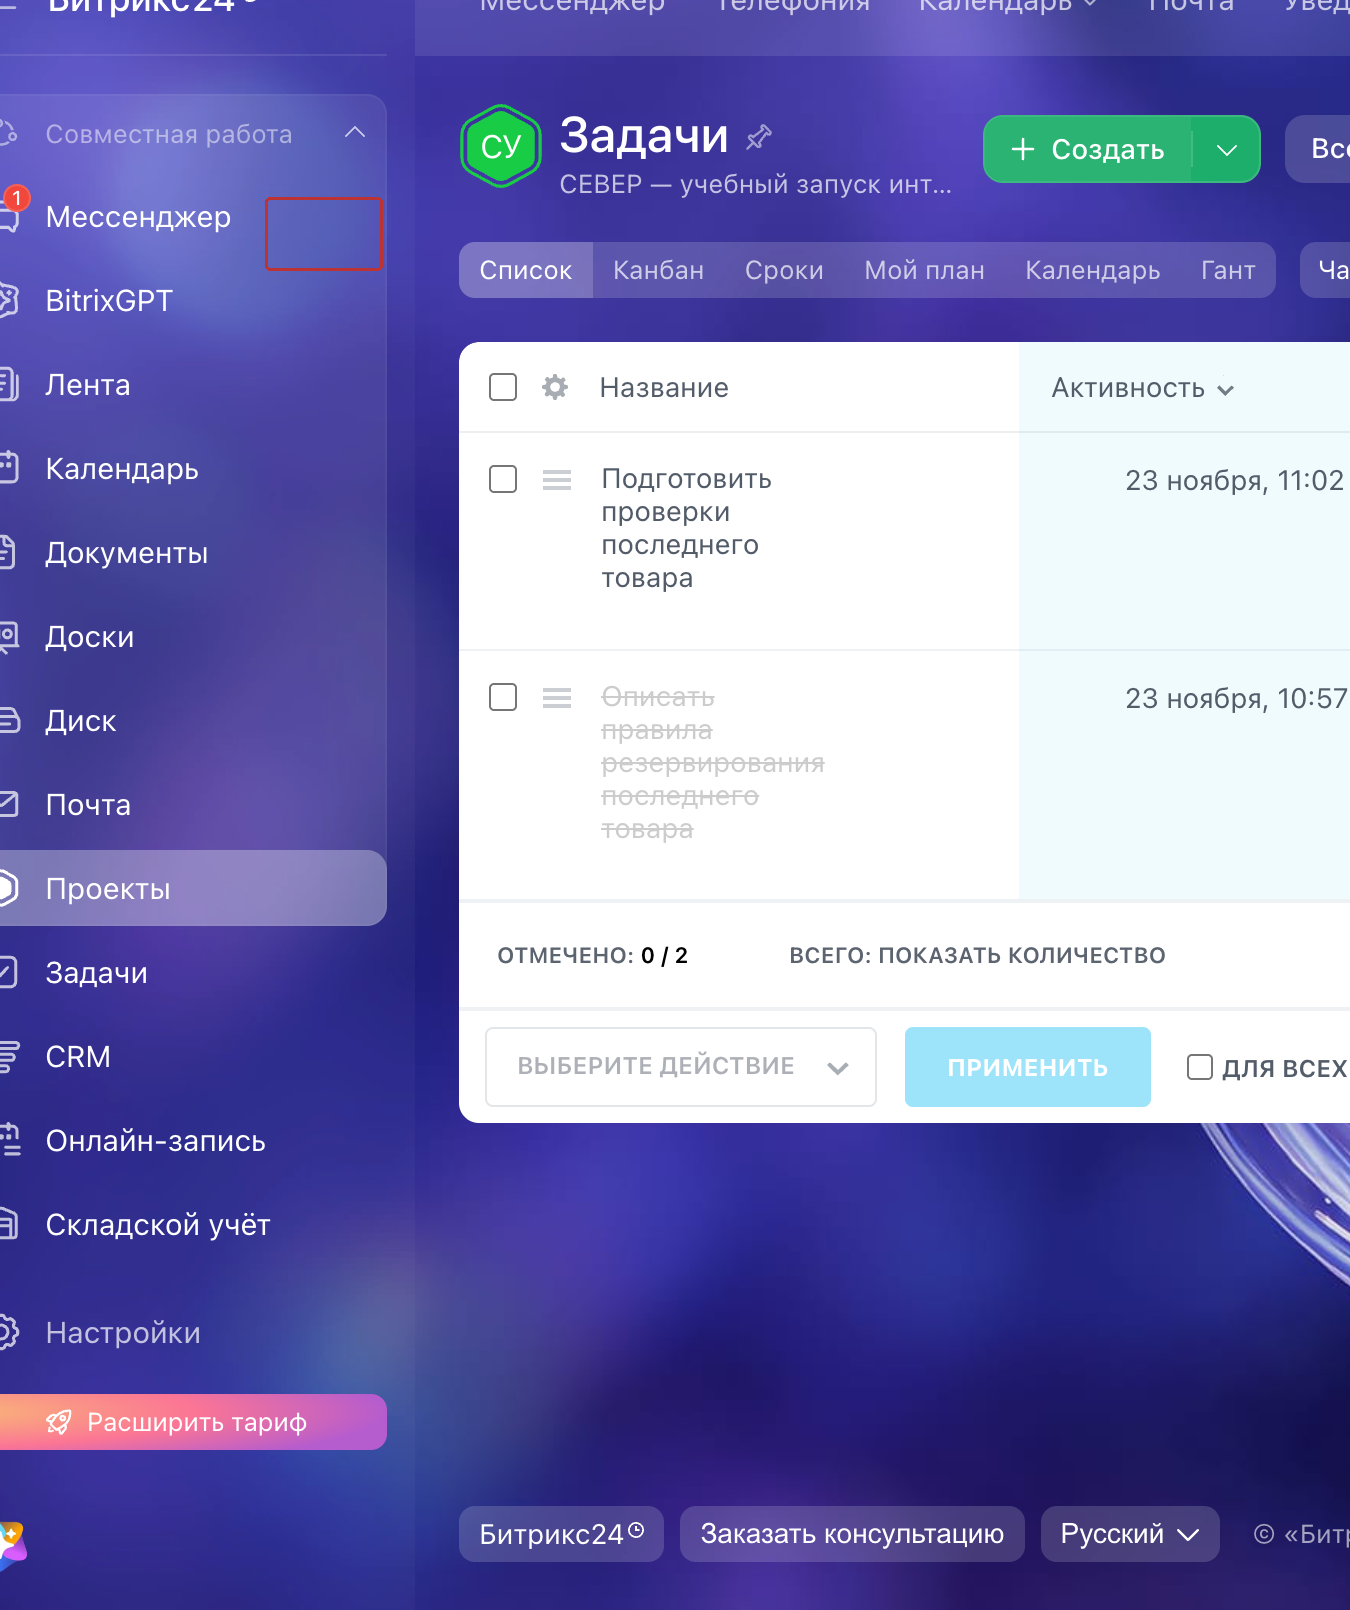 Битрикс24
Мессенджер Телефония Календарь Почта
Совместная работа
1
Мессенджер
BitrixGPT
Лента
Календарь
Документы
Доски
Диск
Почта
Проекты
Задачи
CRM
Онлайн-запись
Складской учёт
Настройки
Расширить тариф
СУ
Задачи
СЕВЕР — учебный запуск инт...
Создать
Список Канбан Сроки Мой план Календарь Гант
Название Активность
Подготовить
проверки
последнего
товара
23 ноября, 11:02
Описать
правила
резервирования
последнего
товара
23 ноября, 10:57
ОТМЕЧЕНО: 0 / 2 ВСЕГО: ПОКАЗАТЬ КОЛИЧЕСТВО
ВЫБЕРИТЕ ДЕЙСТВИЕ ПРИМЕНИТЬ ДЛЯ ВСЕХ
Битрикс24 Заказать консультацию Русский ©